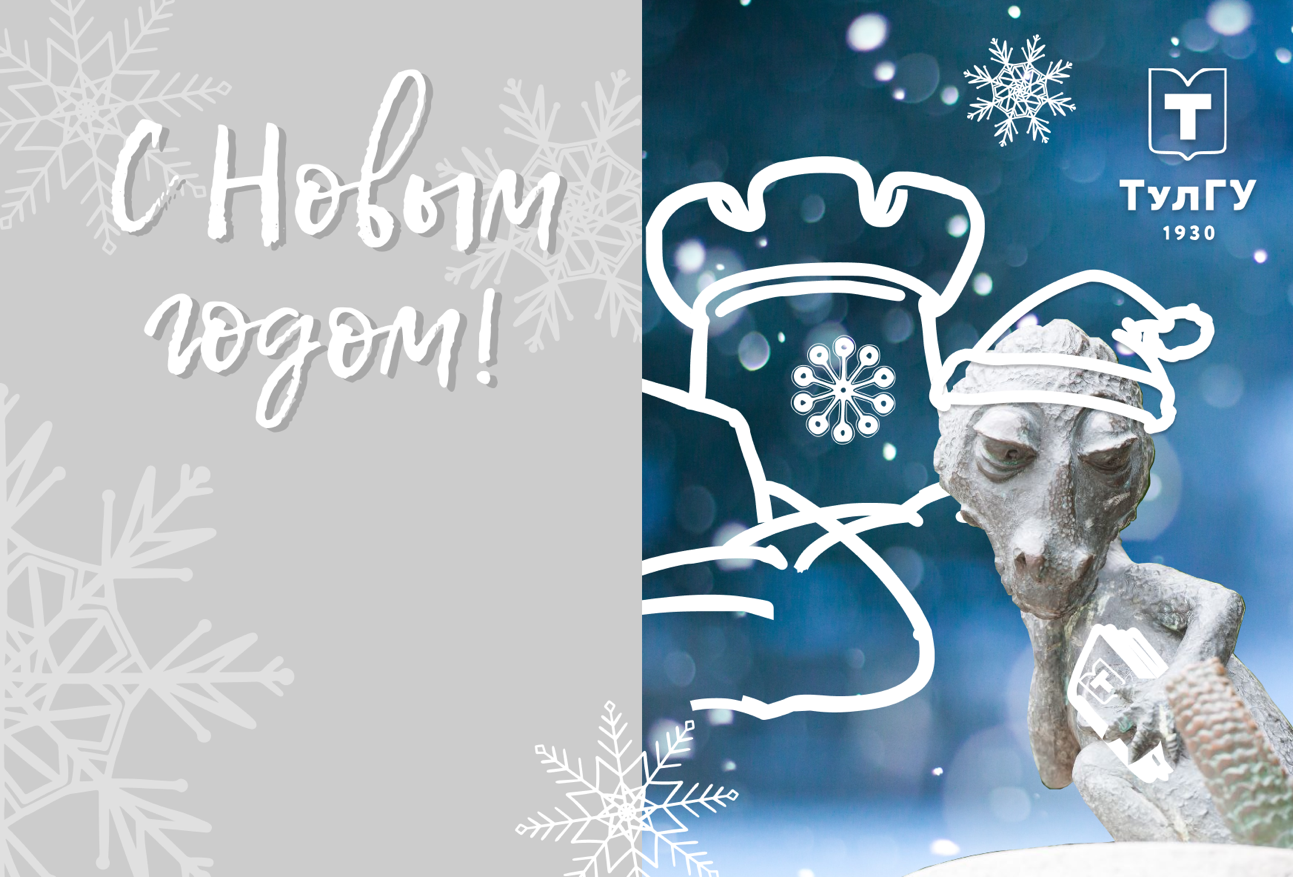 С Новым
годом!
Т
ТулГУ
1930
Т